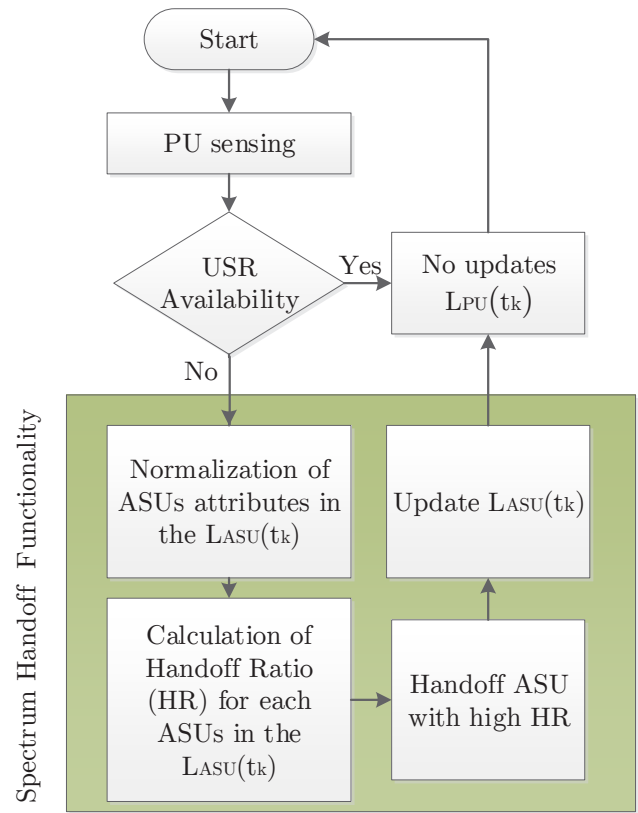 Start
PU sensing
USR
Availability
Yes
No updates
LPU(tk)
No
Spectrum Handoff Functionality
Normalization of
ASUs attributes in
the LASU(tk)
Update LASU(tk)
Calculation of
Handoff Ratio
(HR) for each
ASUs in the
LASU(tk)
Handoff ASU
with high HR